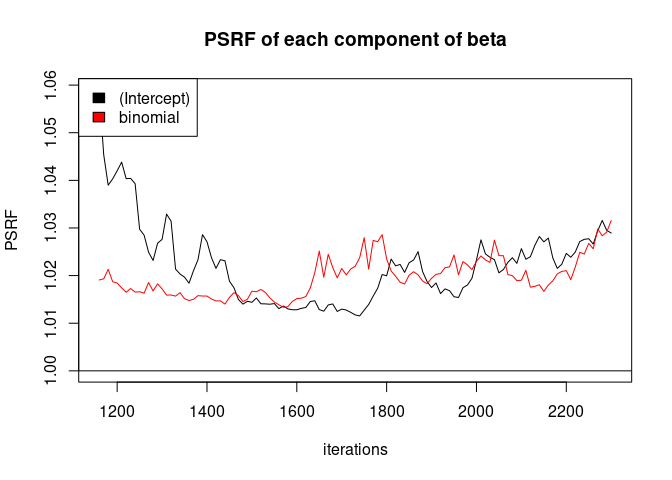 PSRF of each component of beta
(Intercept)
binomial
PSRF
1.06
1.05
1.04
1.03
1.02
1.01
1.00
1200 1400 1600 1800 2000 2200
iterations